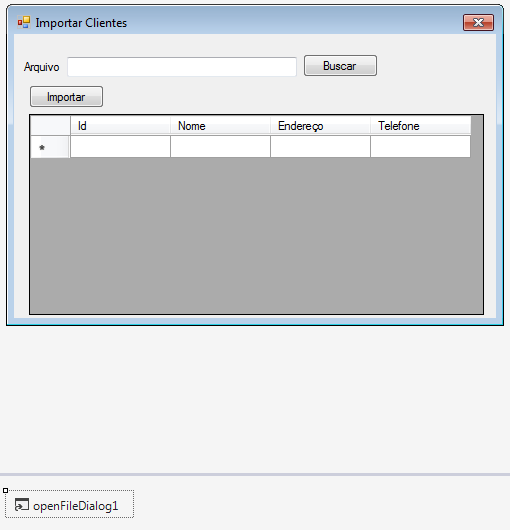 Importar Clientes
Arquivo Buscar
Importar
Id Nome Endereço Telefone
*
openFileDialog1